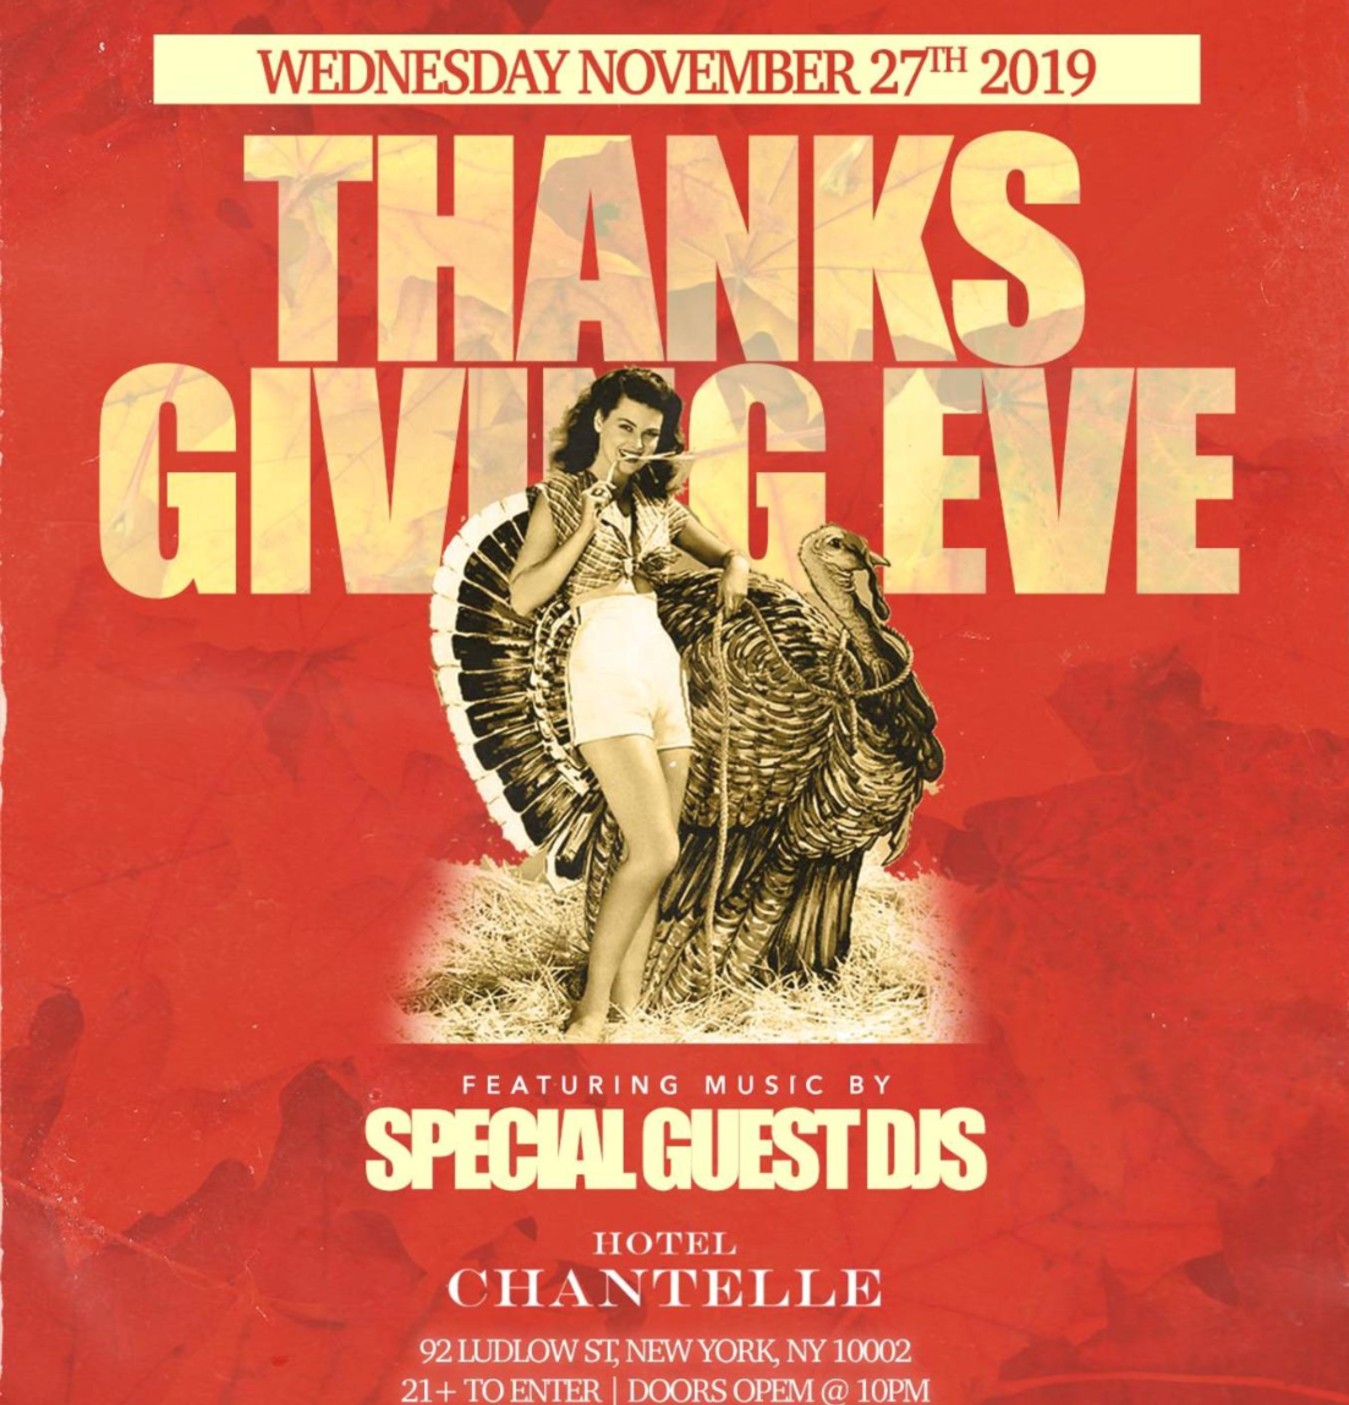 WEDNESDAY NOVEMBER 27TH 2019
THANKS
GIVING EVE
FEATURING MUSIC BY
SPECIAL GUEST DJS
HOTEL
CHANTELLE
92 LUDLOW ST, NEW YORK, NY 10002
21+ TO ENTER | DOORS OPEM @ 10PM